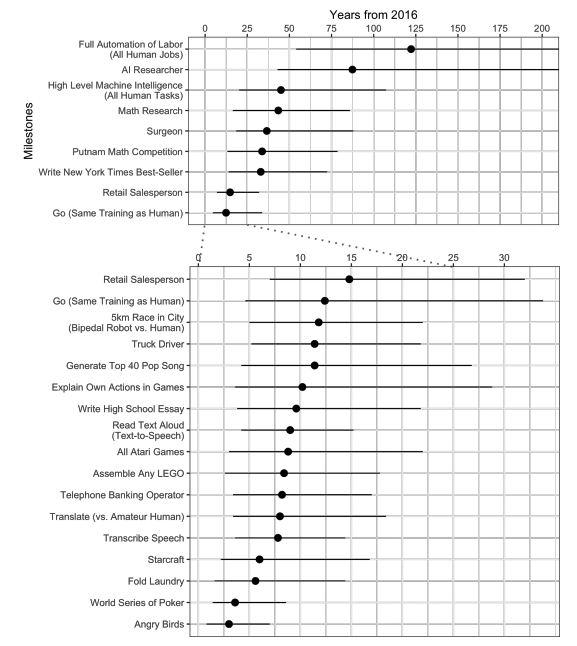 Years from 2016
0 25 50 75 100 125 150 175 200
Milestones
Full Automation of Labor
(All Human Jobs)
AI Researcher
High Level Machine Intelligence
(All Human Tasks)
Math Research
Surgeon
Putnam Math Competition
Write New York Times Best-Seller
Retail Salesperson
Go (Same Training as Human)
0 5 10 15 20 25 30
Retail Salesperson
Go (Same Training as Human)
5km Race in City
(Bipedal Robot vs. Human)
Truck Driver
Generate Top 40 Pop Song
Explain Own Actions in Games
Write High School Essay
Read Text Aloud
(Text-to-Speech)
All Atari Games
Assemble Any LEGO
Telephone Banking Operator
Translate (vs. Amateur Human)
Transcribe Speech
Starcraft
Fold Laundry
World Series of Poker
Angry Birds